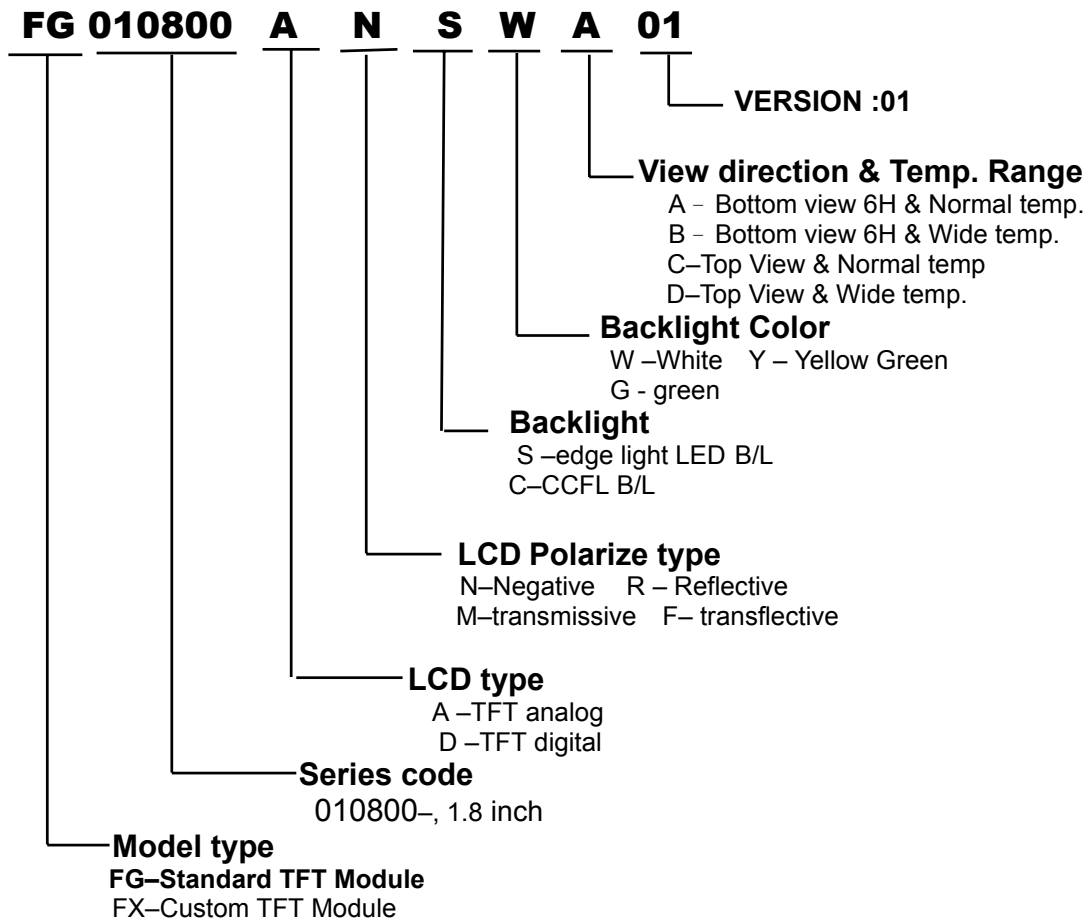 FG 010800 A N S W A 01
VERSION :01
View direction & Temp. Range
A – Bottom view 6H & Normal temp.
B – Bottom view 6H & Wide temp.
C–Top View & Normal temp
D–Top View & Wide temp.
Backlight Color
W –White Y – Yellow Green
G - green
Backlight
S –edge light LED B/L
C–CCFL B/L
LCD Polarize type
N–Negative R – Reflective
M–transmissive F– transflective
LCD type
A –TFT analog
D –TFT digital
Series code
010800–, 1.8 inch
Model type
FG–Standard TFT Module
FX–Custom TFT Module